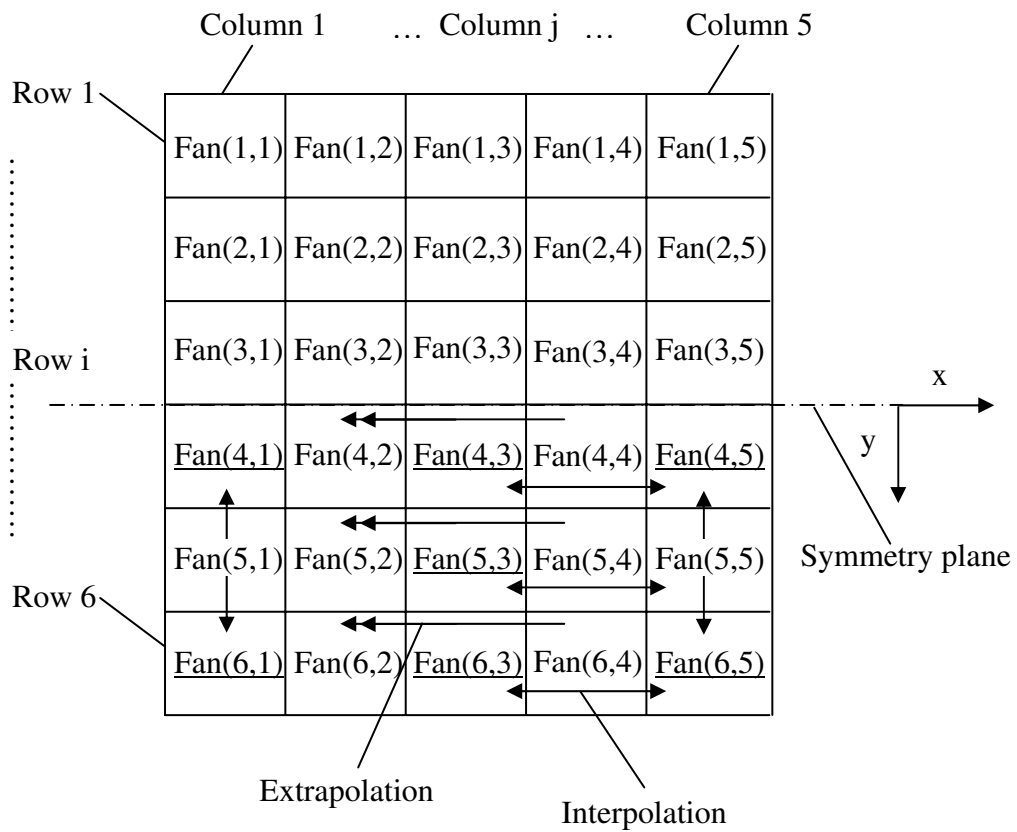 Column 1 … Column j … Column 5
Row 1
Fan(1,1) Fan(1,2) Fan(1,3) Fan(1,4) Fan(1,5)
Fan(2,1) Fan(2,2) Fan(2,3) Fan(2,4) Fan(2,5)
Row i
Fan(3,1) Fan(3,2) Fan(3,3) Fan(3,4) Fan(3,5)
x
y
Fan(4,1) Fan(4,2) Fan(4,3) Fan(4,4) Fan(4,5)
Fan(5,1) Fan(5,2) Fan(5,3) Fan(5,4) Fan(5,5)
Symmetry plane
Row 6
Fan(6,1) Fan(6,2) Fan(6,3) Fan(6,4) Fan(6,5)
Extrapolation
Interpolation